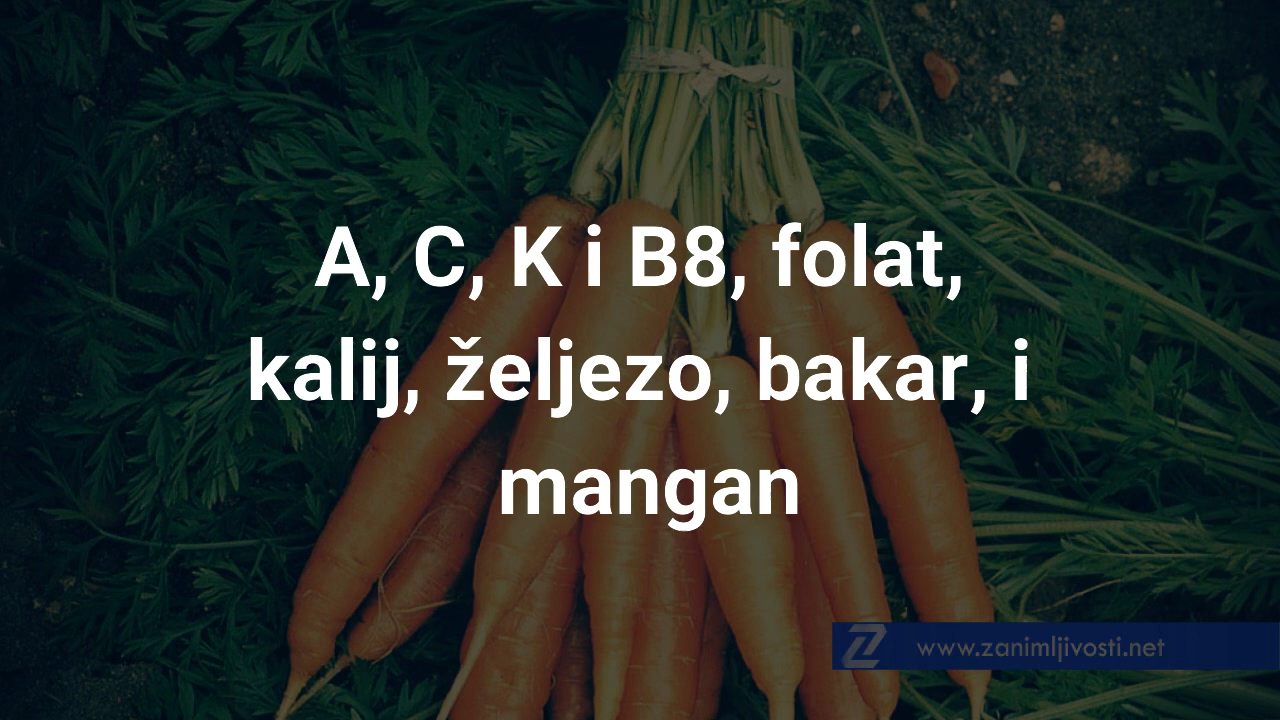 A, C, K i B8, folat,
kalij, željezo, bakar, i
mangan
www.zanimljivosti.net